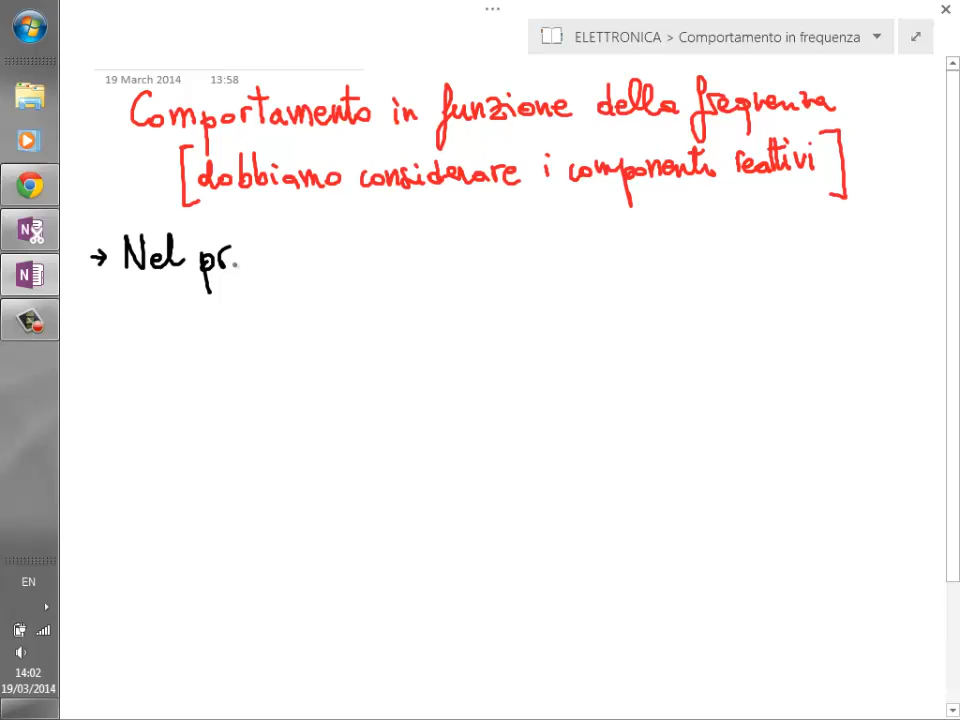 ELETTRONICA > Comportamento in frequenza
19 March 2014 13:58
Comportamento in funzione della frequenza
[dobbiamo considerare i componenti reattivi]
→ Nel pr
EN
14:02
19/03/2014